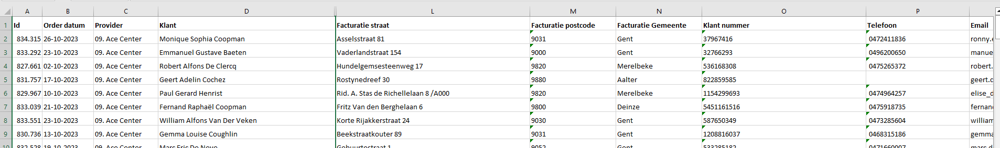 A B C D L M N O P
1 Id Order datum Provider Klant Facturatie straat Facturatie postcode Facturatie Gemeente Klant nummer Telefoon Email
2 834.315 26-10-2023 09. Ace Center Monique Sophia Coopman Asselsstraat 81 9031 Gent 37967416 0472411836 ronny.
3 833.292 23-10-2023 09. Ace Center Emmanuel Gustave Baeten Vaderlandstraat 154 9000 Gent 32766293 0496200650 manue
4 827.661 02-10-2023 09. Ace Center Robert Alfons De Clercq Hundelgemsesteenweg 17 9820 Merelbeke 536168308 0475265372 robert.
5 831.757 17-10-2023 09. Ace Center Geert Adelin Cochez Rostynedreef 30 9880 Aalter 822859585 geert.
6 829.967 10-10-2023 09. Ace Center Paul Gerard Henrist Rid. A. Stas de Richellelaan 8 /A000 9820 Merelbeke 1154299693 0474964257 elise_
7 833.039 21-10-2023 09. Ace Center Fernand Raphaël Coopman Fritz Van den Berghelaan 6 9800 Deinze 5451161516 0475918735 fernan
8 833.551 23-10-2023 09. Ace Center William Alfons Van Der Veken Korte Rijakkerstraat 24 9030 Gent 587650349 0473285604 william
9 830.736 13-10-2023 09. Ace Center Gemma Louise Coughlin Beekstraatkouter 89 9031 Gent 1208816037 0468315186 gemma
10 832.528 19-10-2023 09. Ace Center Marc Eric De 9052 Gent 533285182 0471660007